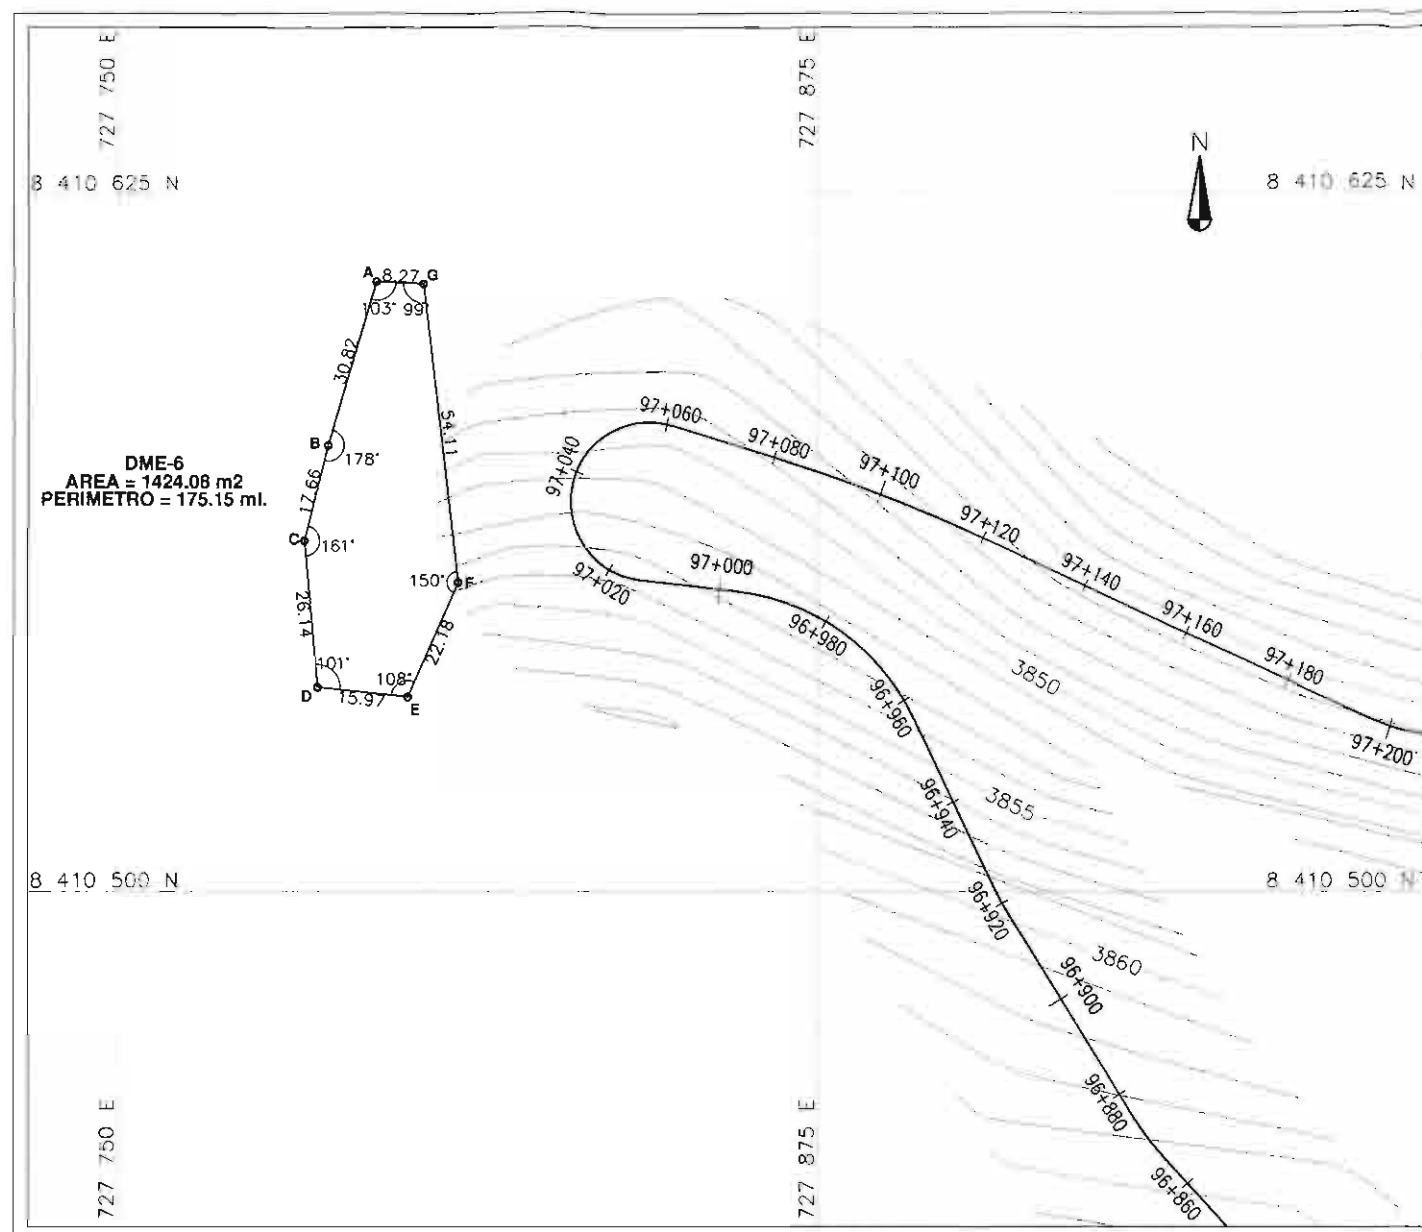 727 750 E
727 875 E
N
8 410 625 N
8 410 625 N
A
8.27
G
103°
99°
30.82
54.11
B
178°
DME-6
AREA = 1424.08 m2
PERIMETRO = 175.15 ml.
17.66
C
161°
150°
F
26.14
22.18
101°
108°
D
15.97
E
97+060
97+080
97+040
97+100
97+120
97+000
97+020
97+140
96+980
97+160
3850
97+180
96+960
97+200
96+940
3855
8 410 500 N
8 410 500 N
96+920
3860
96+900
96+880
96+860
727 750 E
727 875 E